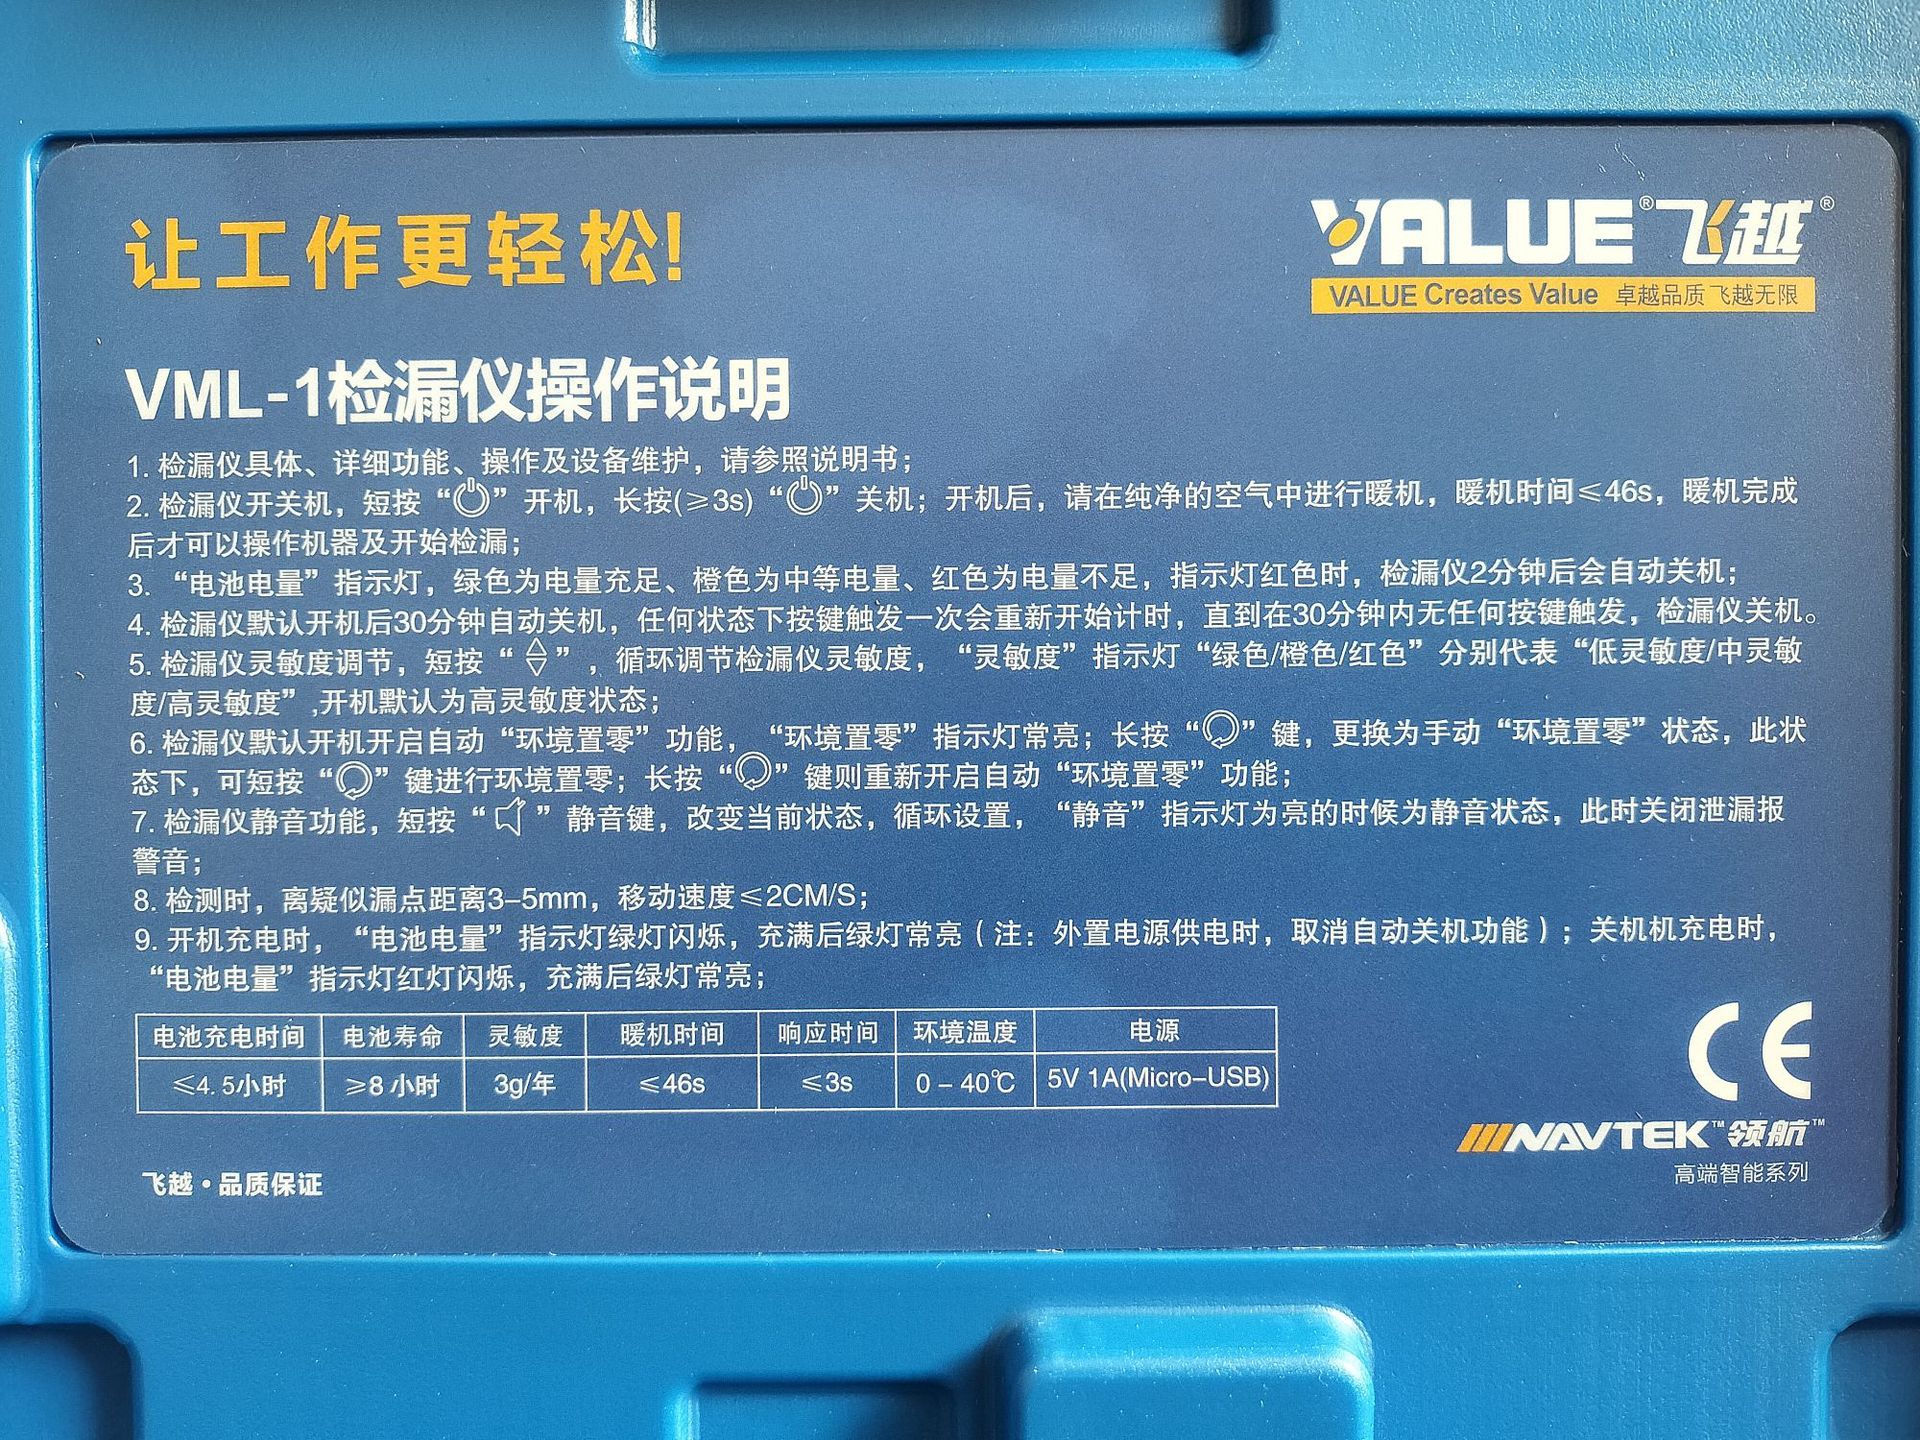 让工作更轻松!
VALUE®飞越®
VALUE Creates Value 卓越品质 飞越无限
VML-1检漏仪操作说明
1. 检漏仪具体、详细功能、操作及设备维护，请参照说明书；
2. 检漏仪开关机，短按“⏻”开机，长按(≥3s)“⏻”关机；开机后，请在纯净的空气中进行暖机，暖机时间≤46s，暖机完成
后才可以操作机器及开始检漏；
3. “电池电量”指示灯，绿色为电量充足、橙色为中等电量、红色为电量不足，指示灯红色时，检漏仪2分钟后会自动关机；
4. 检漏仪默认开机后30分钟自动关机，任何状态下按键触发一次会重新开始计时，直到在30分钟内无任何按键触发，检漏仪关机。
5. 检漏仪灵敏度调节，短按“ ”，循环调节检漏仪灵敏度，“灵敏度”指示灯“绿色/橙色/红色”分别代表“低灵敏度/中灵敏
度/高灵敏度”,开机默认为高灵敏度状态；
6. 检漏仪默认开机开启自动“环境置零”功能，“环境置零”指示灯常亮；长按“ ”键，更换为手动“环境置零”状态，此状
态下，可短按“ ”键进行环境置零；长按“ ”键则重新开启自动“环境置零”功能；
7. 检漏仪静音功能，短按“ ”静音键，改变当前状态，循环设置，“静音”指示灯为亮的时候为静音状态，此时关闭泄漏报
警音；
8. 检测时，离疑似漏点距离3-5mm，移动速度≤2CM/S；
9. 开机充电时，“电池电量”指示灯绿灯闪烁，充满后绿灯常亮（注：外置电源供电时，取消自动关机功能）；关机机充电时，
“电池电量”指示灯红灯闪烁，充满后绿灯常亮；
电池充电时间 电池寿命 灵敏度 暖机时间 响应时间 环境温度 电源
≤4.5小时 ≥8小时 3g/年 ≤46s ≤3s 0-40℃ 5V 1A(Micro-USB)
CE
NAVTEK™领航™
高端智能系列
飞越·品质保证